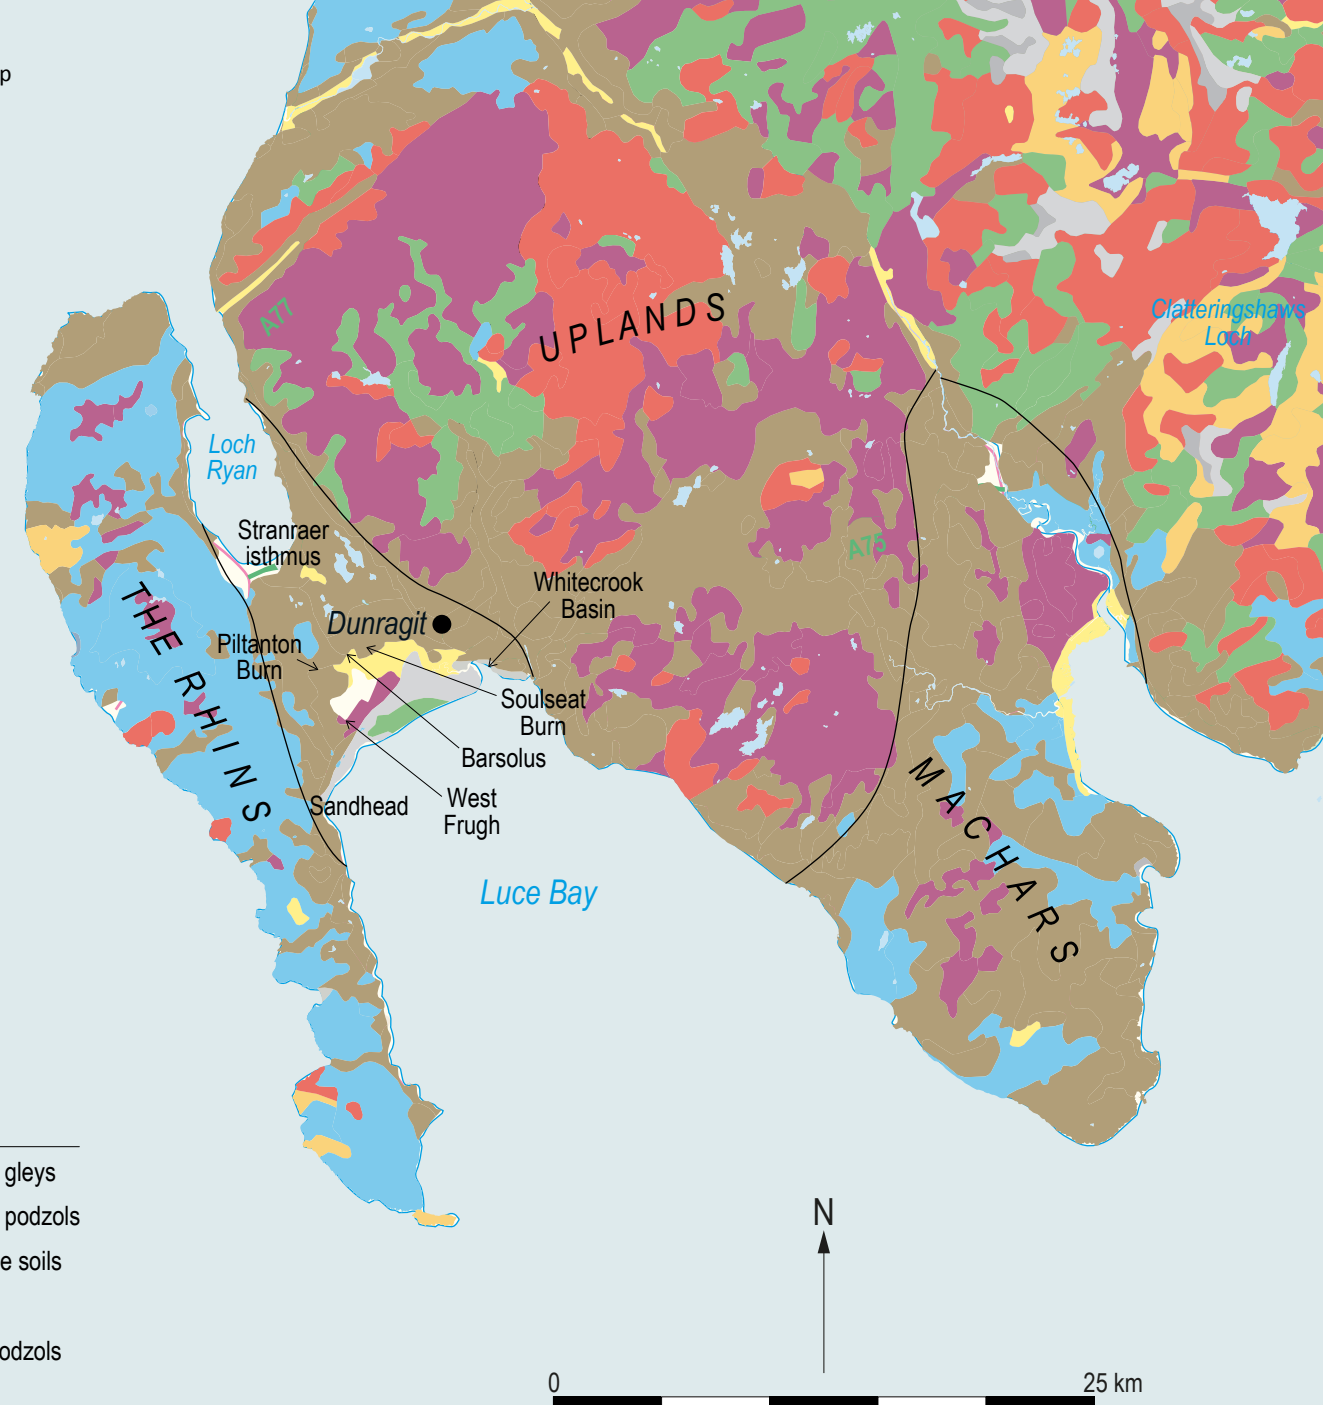 p
A77
UPLANDS
Clatteringshaws
Loch
Loch
Ryan
Stranraer
isthmus
A75
Whitecrook
Basin
THE RHINS
Dunragit
Piltanton
Burn
Soulseat
Burn
Barsolus
MACHARS
Sandhead
West
Frugh
Luce Bay
gleys
podzols
e soils
odzols
N
0 25 km